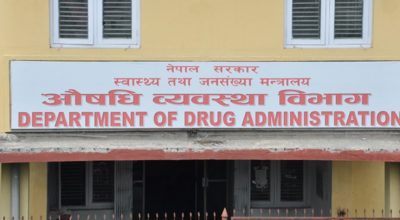 नेपाल सरकार
स्वास्थ्य तथा जनसंख्या मन्त्रालय
औषधि व्यवस्था विभाग
DEPARTMENT OF DRUG ADMINISTRATION